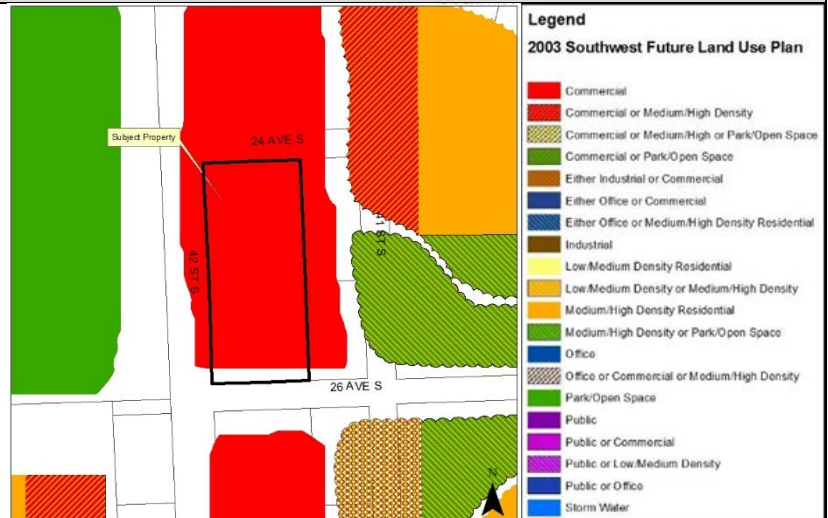 Subject Property
24 AVE S
41 ST S
42 ST S
26 AVE S
N
Legend
2003 Southwest Future Land Use Plan
Commercial
Commercial or Medium/High Density
Commercial or Medium/High or Park/Open Space
Commercial or Park/Open Space
Either Industrial or Commercial
Either Office or Commercial
Either Office or Medium/High Density Residential
Industrial
Low/Medium Density Residential
Low/Medium Density or Medium/High Density
Medium/High Density Residential
Medium/High Density or Park/Open Space
Office
Office or Commercial or Medium/High Density
Park/Open Space
Public
Public or Commercial
Public or Low/Medium Density
Public or Office
Storm Water